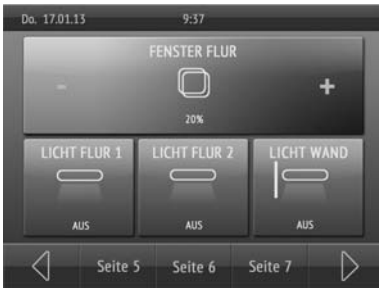 Do. 17.01.13 9:37
FENSTER FLUR
- +
20%
LICHT FLUR 1 LICHT FLUR 2 LICHT WAND
AUS AUS AUS
Seite 5 Seite 6 Seite 7